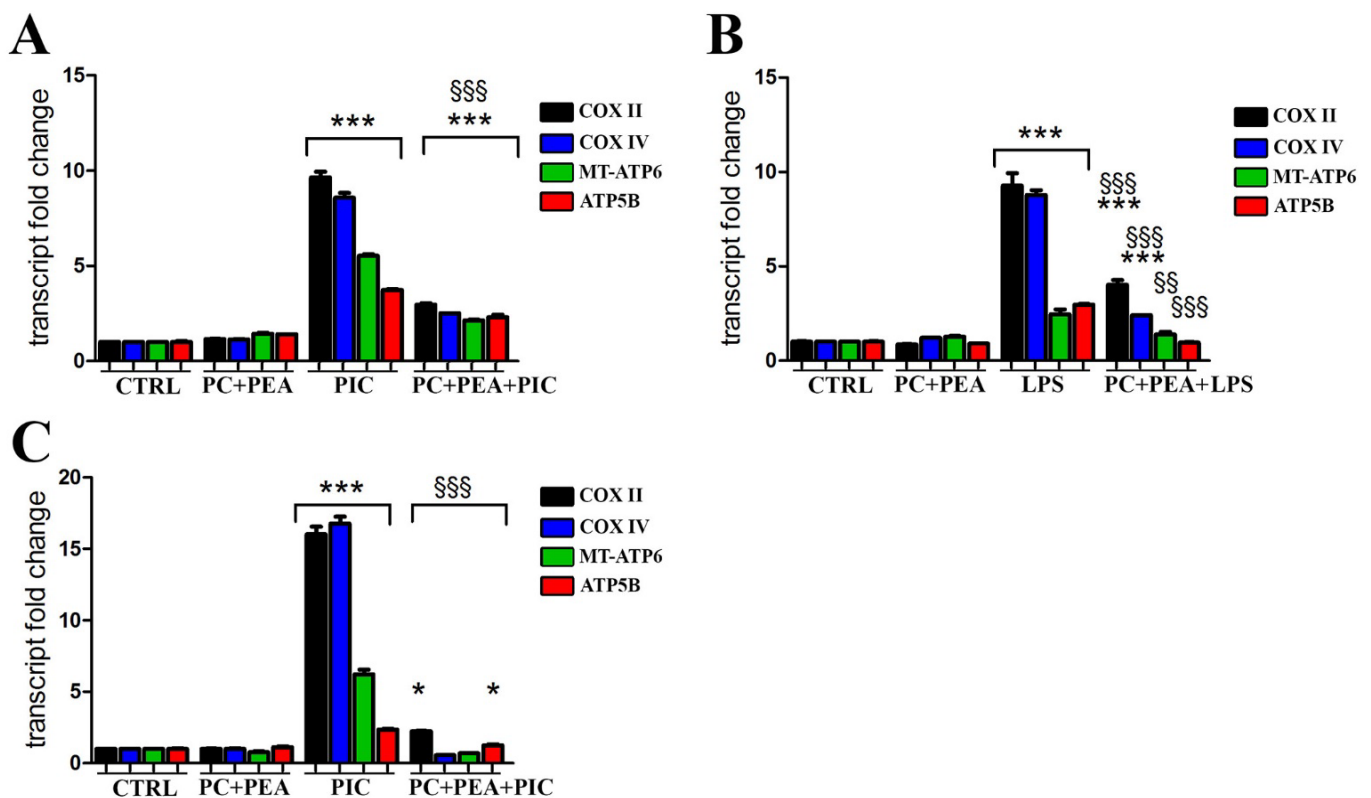 A
transcript fold change
15
10
5
0
***
§§§
***
COX II
COX IV
MT-ATP6
ATP5B
CTRL PC+PEA PIC PC+PEA+PIC
B
transcript fold change
15
10
5
0
***
§§§
***
§§§
***
§§
§§§
COX II
COX IV
MT-ATP6
ATP5B
CTRL PC+PEA LPS PC+PEA+LPS
C
transcript fold change
20
15
10
5
0
***
§§§
* *
COX II
COX IV
MT-ATP6
ATP5B
CTRL PC+PEA PIC PC+PEA+PIC